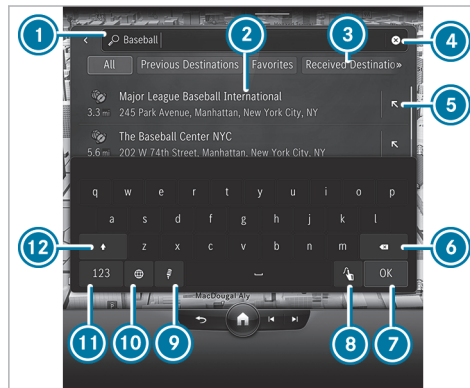 1
2
3
4
Baseball
All Previous Destinations Favorites Received Destinatio»
Major League Baseball International
5
3.3 m 245 Park Avenue, Manhattan, New York City, NY
The Baseball Center NYC
5.6 m 202 W 74th Street, Manhattan, New York City, NY
q w e r t y u i o p
a s d f g h j k l
12 z x c v b n m 6
123 OK
MacDougal Aly
11 10 9 8 7